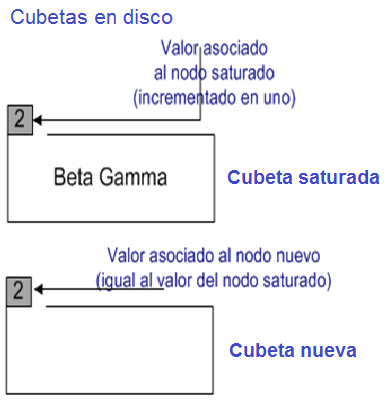 Cubetas en disco
Valor asociado
al nodo saturado
(incrementado en uno)
2
Beta Gamma
Cubeta saturada
Valor asociado al nodo nuevo
(igual al valor del nodo saturado)
2
Cubeta nueva